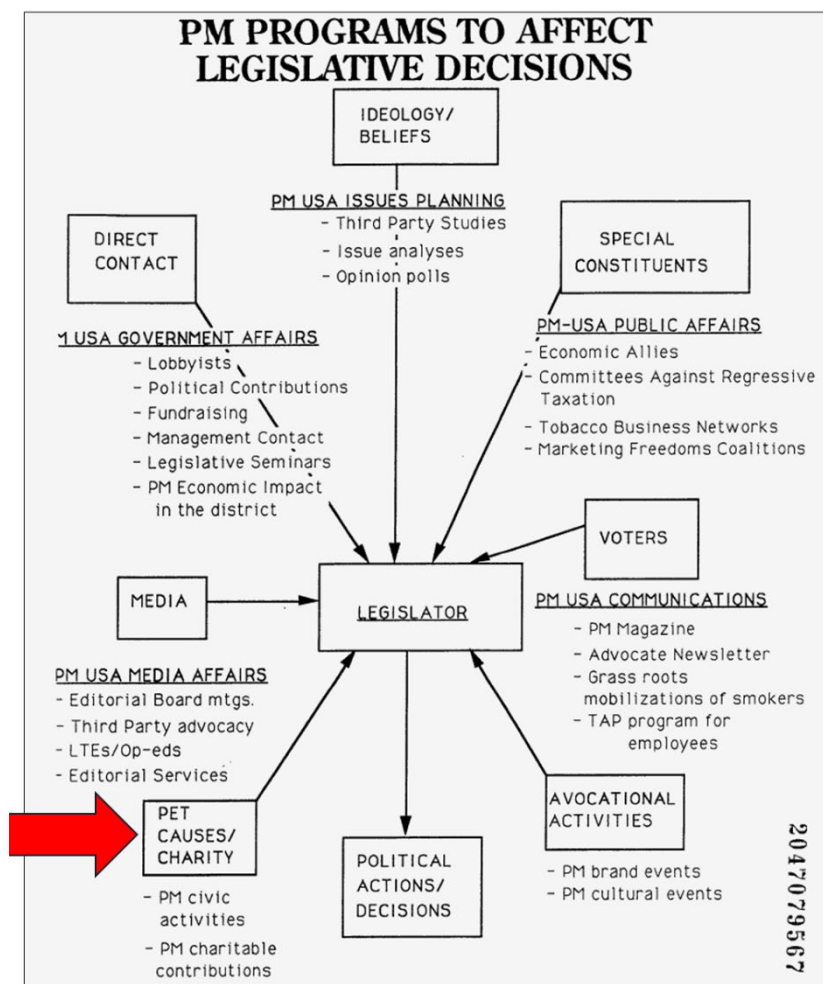 PM PROGRAMS TO AFFECT
LEGISLATIVE DECISIONS
IDEOLOGY/
BELIEFS
PM USA ISSUES PLANNING
- Third Party Studies
- Issue analyses
- Opinion polls
DIRECT
CONTACT
M USA GOVERNMENT AFFAIRS
- Lobbyists
- Political Contributions
- Fundraising
- Management Contact
- Legislative Seminars
- PM Economic Impact
in the district
SPECIAL
CONSTITUENTS
PM-USA PUBLIC AFFAIRS
- Economic Allies
- Committees Against Regressive
Taxation
- Tobacco Business Networks
- Marketing Freedoms Coalitions
VOTERS
PM USA COMMUNICATIONS
- PM Magazine
- Advocate Newsletter
- Grass roots
mobilizations of smokers
- TAP program for
employees
MEDIA
LEGISLATOR
PM USA MEDIA AFFAIRS
- Editorial Board mtgs.
- Third Party advocacy
- LTEs/Op-eds
- Editorial Services
PET
CAUSES/
CHARITY
- PM civic
activities
- PM charitable
contributions
POLITICAL
ACTIONS/
DECISIONS
AVOCATIONAL
ACTIVITIES
- PM brand events
- PM cultural events
2047079567